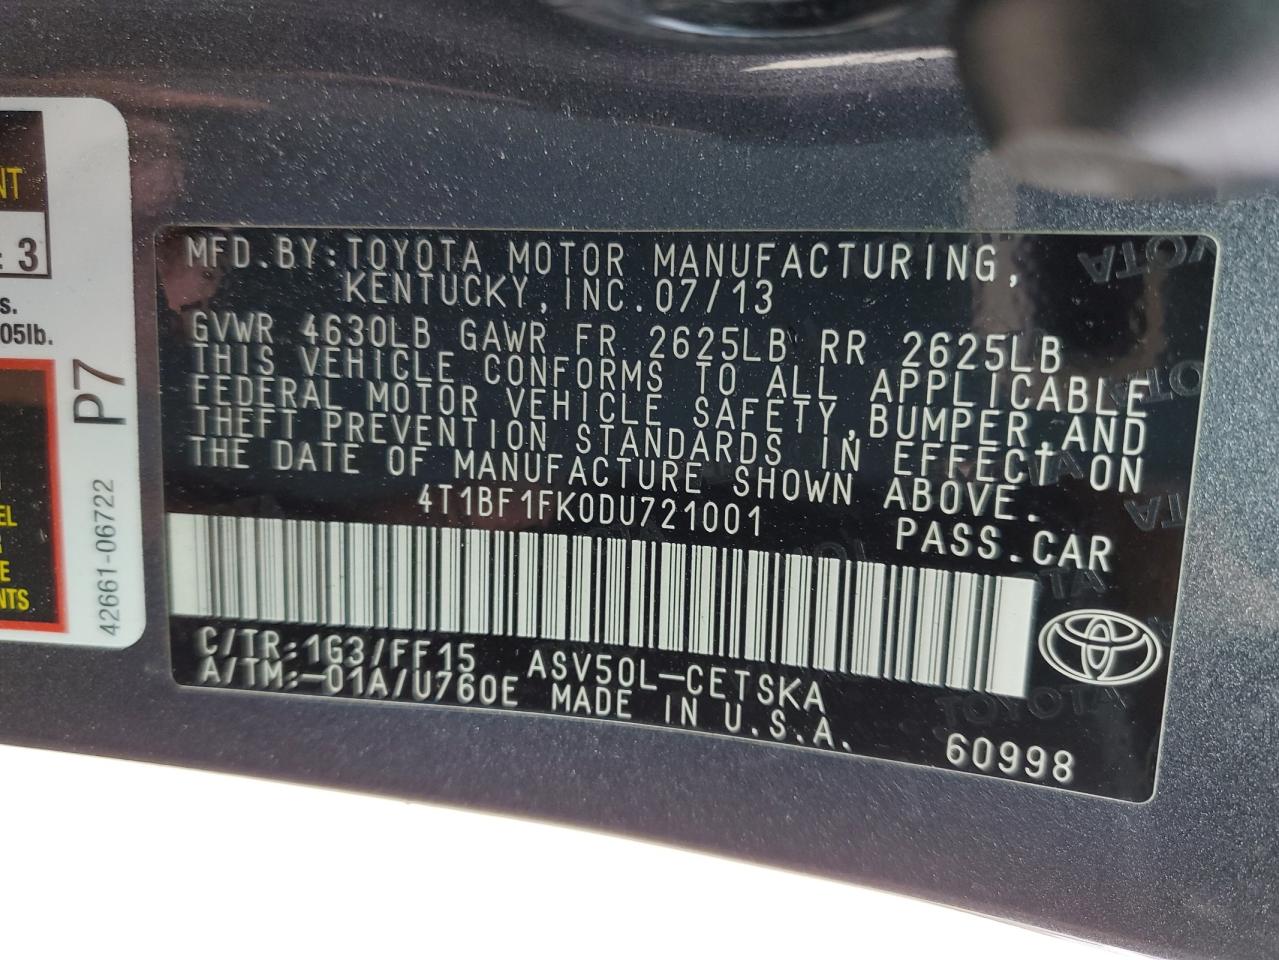 MFD.BY:TOYOTA MOTOR MANUFACTURING,
KENTUCKY,INC.07/13
GVWR 4630LB GAWR FR 2625LB RR 2625LB
THIS VEHICLE CONFORMS TO ALL APPLICABLE
FEDERAL MOTOR VEHICLE SAFETY,BUMPER,AND
THEFT PREVENTION STANDARDS IN EFFECT ON
THE DATE OF MANUFACTURE SHOWN ABOVE.
4T1BF1FK0DU721001
PASS.CAR
C/TR:1G3/FF15
ASV50L-CETSKA
A/TM:-01A/U760E
MADE IN U.S.A.
60998
TOYOTA
3
05lb.
P7
42661-06722